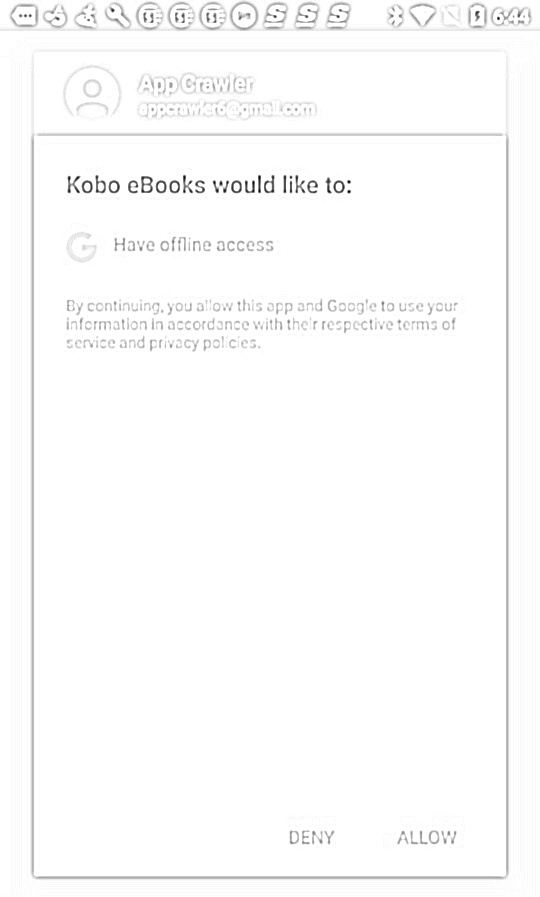 6:44
App Crawler
appcrawler6@gmail.com
Kobo eBooks would like to:
Have offline access
By continuing, you allow this app and Google to use your
information in accordance with their respective terms of
service and privacy policies.
DENY ALLOW